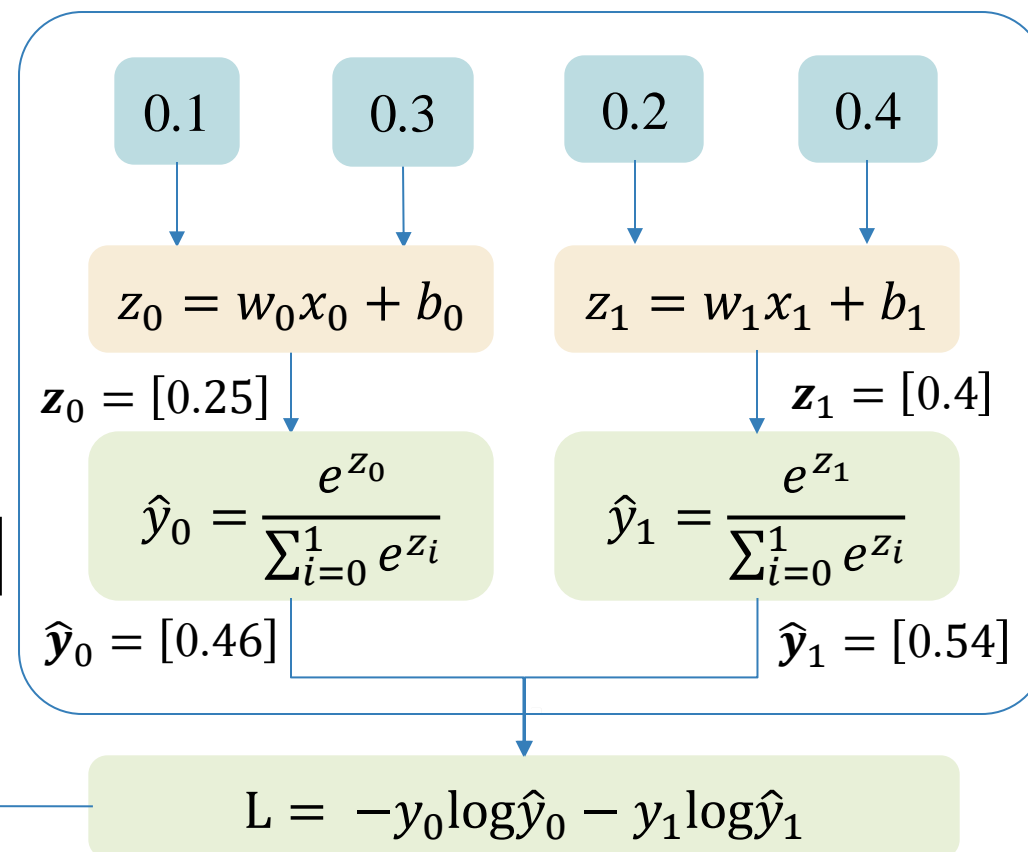 0.1 0.3 0.2 0.4
z₀ = w₀x₀ + b₀ z₁ = w₁x₁ + b₁
𝒛₀ = [0.25] 𝒛₁ = [0.4]
ŷ₀ = e^{z₀} / ∑_{i=0}^{1} e^{z_i} ŷ₁ = e^{z₁} / ∑_{i=0}^{1} e^{z_i}
ŷ₀ = [0.46] ŷ₁ = [0.54]
L = −y₀logŷ₀ − y₁logŷ₁